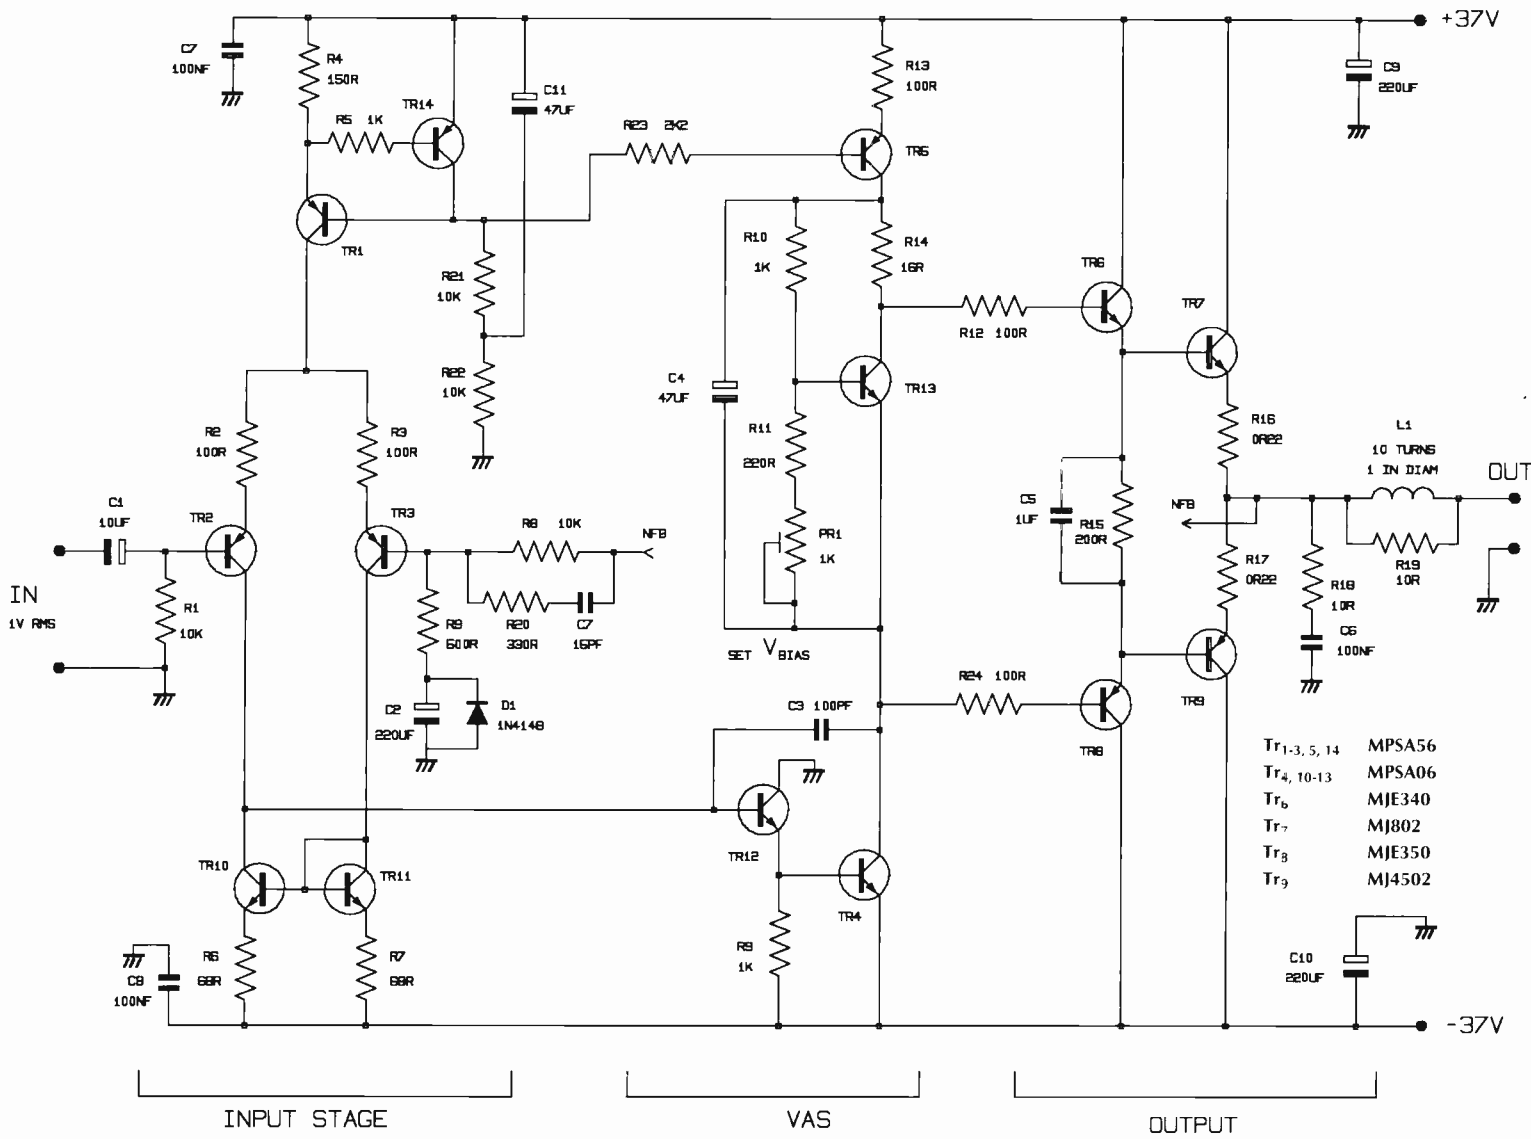 +37V
C7
100NF
R4
150R
R5 1K
TR14
C11
47UF
R23 2K2
R13
100R
TR5
C9
220UF
TR1
R21
10K
R22
10K
R10
1K
R14
16R
TR6
R12 100R
TR7
C4
47UF
TR13
R2
100R
R3
100R
R11
220R
R16
0R22
L1
10 TURNS
1 IN DIAM
OUT
C1
10UF
TR2
TR3
R8 10K
NFB
PR1
1K
C5
1UF
R15
200R
NFB
R17
0R22
R19
10R
IN
1V RMS
R1
10K
R9
500R
R20
330R
C7
15PF
R18
10R
C6
100NF
SET VBIAS
R24 100R
TR9
C2
220UF
D1
1N4148
C3 100PF
TR8
Tr1-3, 5, 14 MPSA56
Tr4, 10-13 MPSA06
Tr6 MJE340
Tr7 MJ802
Tr8 MJE350
Tr9 MJ4502
TR12
TR10
TR11
TR4
R6
68R
R7
68R
R9
1K
C8
100NF
C10
220UF
-37V
INPUT STAGE
VAS
OUTPUT